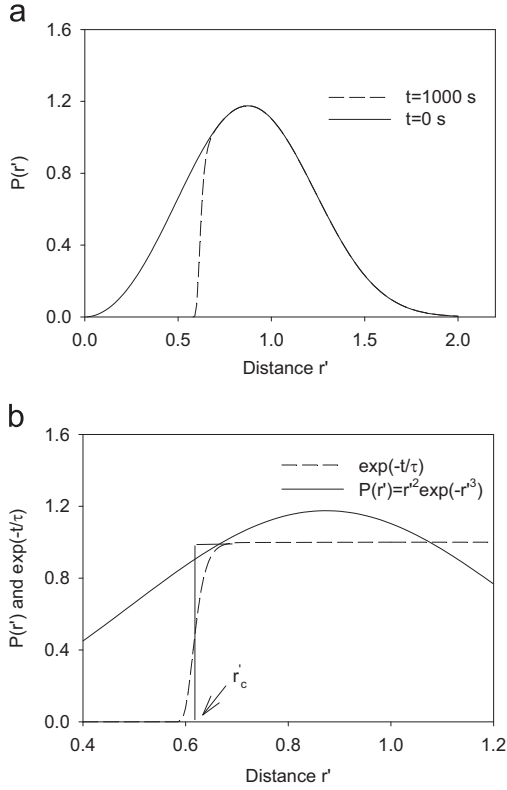 a
1.6
1.2
0.8
0.4
0.0
P(r')
t=1000 s
t=0 s
0.0 0.5 1.0 1.5 2.0
Distance r'
b
1.6
1.2
0.8
0.4
0.0
P(r') and exp(-t/τ)
exp(-t/τ)
P(r')=r'²exp(-r'³)
r'c
0.4 0.6 0.8 1.0 1.2
Distance r'